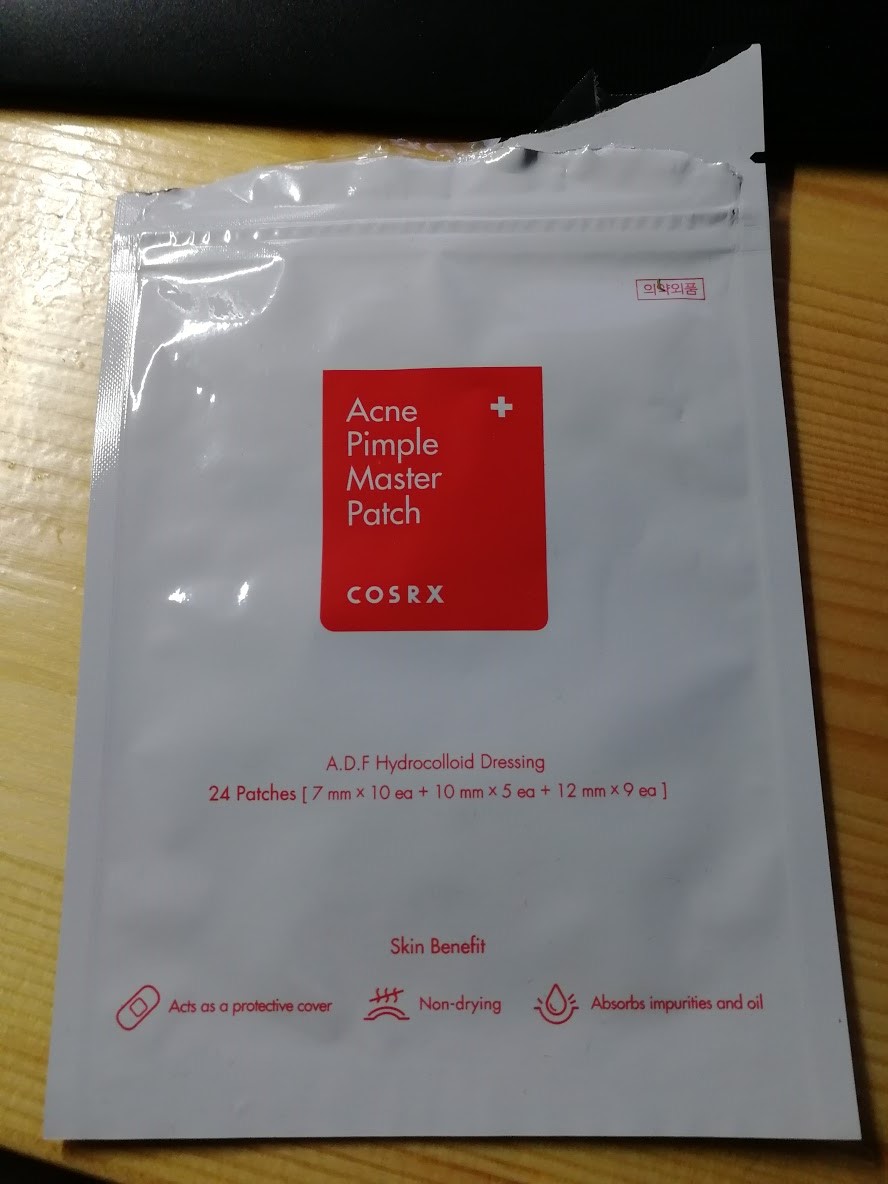 의약외품
Acne
Pimple
Master
Patch
COSRX
A.D.F Hydrocolloid Dressing
24 Patches [ 7 mm × 10 ea + 10 mm × 5 ea + 12 mm × 9 ea ]
Skin Benefit
Acts as a protective cover
Non-drying
Absorbs impurities and oil